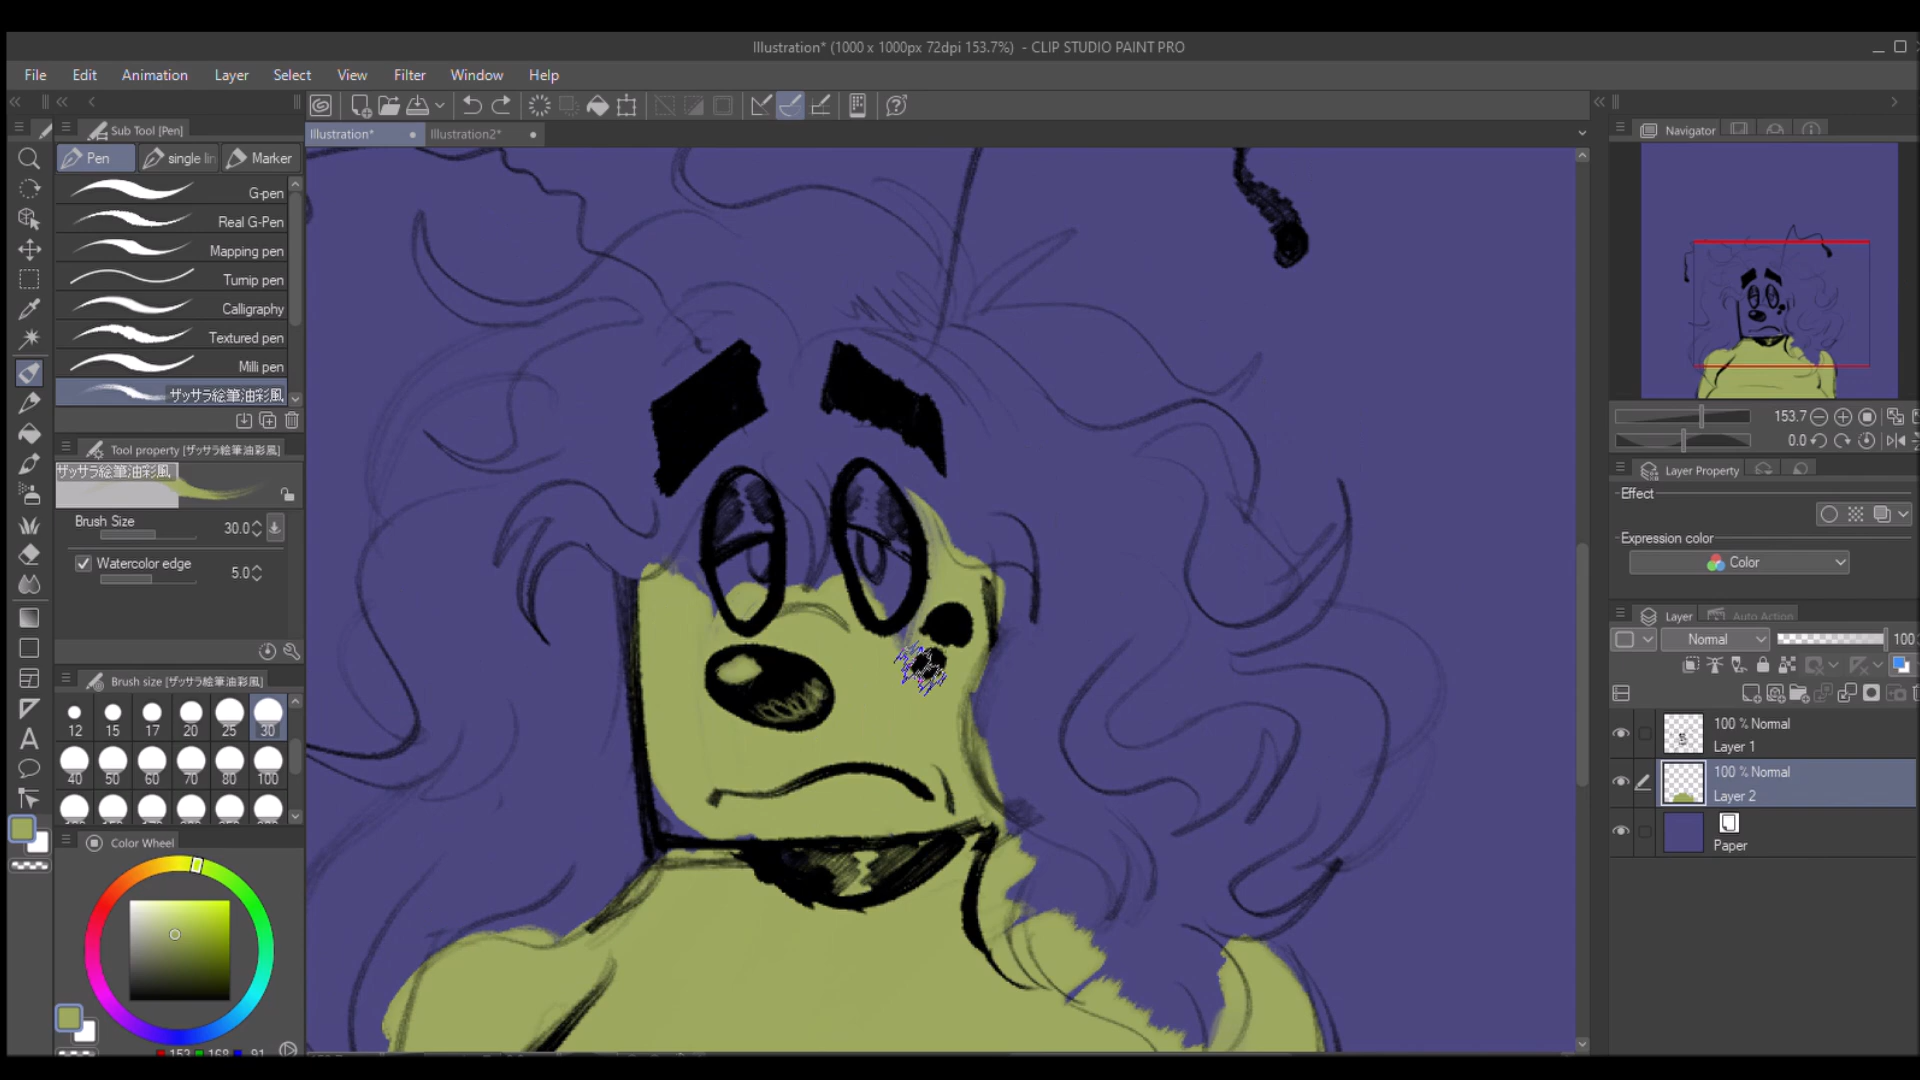 Illustration* (1000 x 1000px 72dpi 153.7%) - CLIP STUDIO PAINT PRO
File Edit Animation Layer Select View Filter Window Help
Sub Tool [Pen]
Illustration* Illustration2*
Navigator
Pen single lin Marker
G-pen
Real G-Pen
Mapping pen
Turnip pen
Calligraphy
Textured pen
Milli pen
ザッサラ絵筆油彩風
Tool property [ザッサラ絵筆油彩風]
ザッサラ絵筆油彩風
Brush Size 30.0
Watercolor edge 5.0
Brush size [ザッサラ絵筆油彩風]
12 15 17 20 25 30
40 50 60 70 80 100
Color Wheel
153 168 91
153.7
0.0
Layer Property
Effect
Expression color
Color
Layer Auto Action
Normal 100
100 % Normal
Layer 1
100 % Normal
Layer 2
Paper